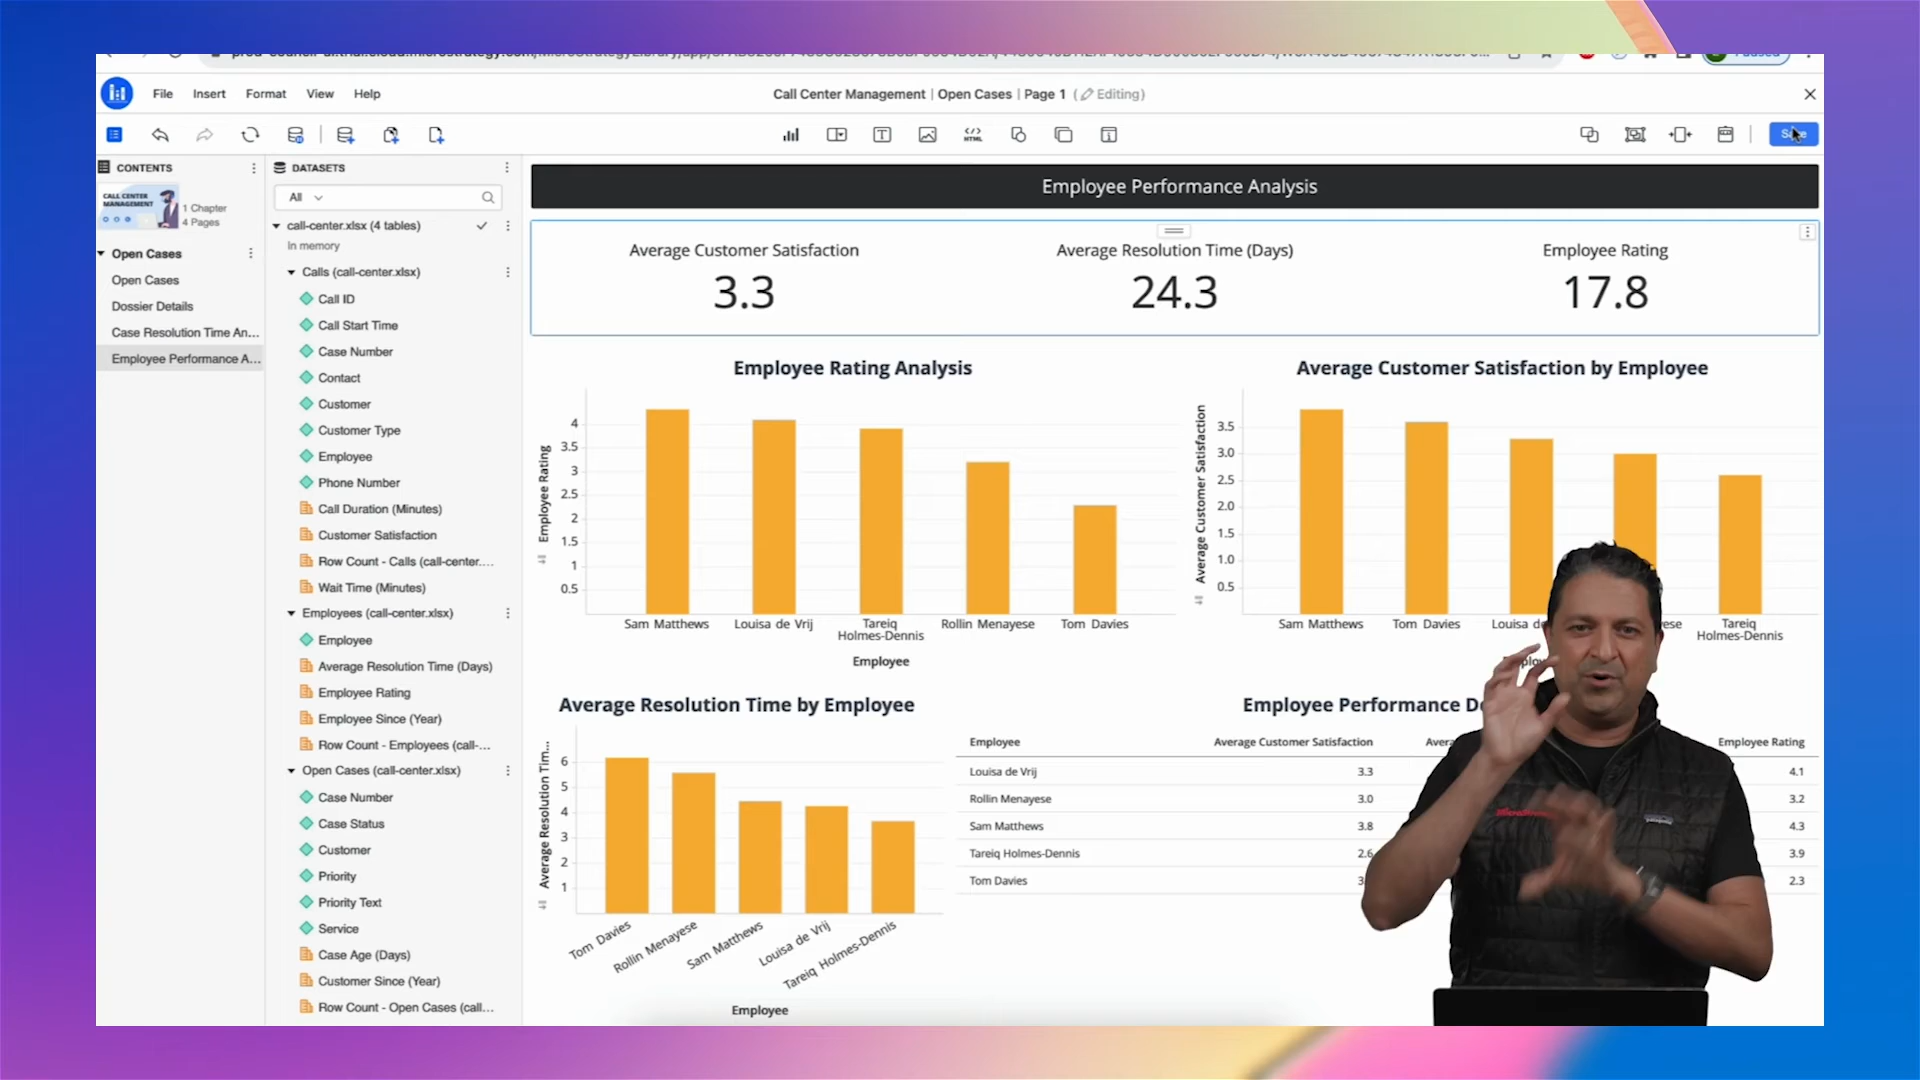 File Insert Format View Help
Call Center Management | Open Cases | Page 1 (Editing)
HTML
CONTENTS
CALL CENTER
MANAGEMENT
1 Chapter
4 Pages
Open Cases
Open Cases
Dossier Details
Case Resolution Time An...
Employee Performance A...
DATASETS
All
call-center.xlsx (4 tables)
In memory
Calls (call-center.xlsx)
Call ID
Call Start Time
Case Number
Contact
Customer
Customer Type
Employee
Phone Number
Call Duration (Minutes)
Customer Satisfaction
Row Count - Calls (call-center....
Wait Time (Minutes)
Employees (call-center.xlsx)
Employee
Average Resolution Time (Days)
Employee Rating
Employee Since (Year)
Row Count - Employees (call-...
Open Cases (call-center.xlsx)
Case Number
Case Status
Customer
Priority
Priority Text
Service
Case Age (Days)
Customer Since (Year)
Row Count - Open Cases (call...
Employee Performance Analysis
Average Customer Satisfaction
3.3
Average Resolution Time (Days)
24.3
Employee Rating
17.8
Employee Rating Analysis
Employee Rating
4
3.5
3
2.5
2
1.5
1
0.5
Sam Matthews
Louisa de Vrij
Tareiq
Holmes-Dennis
Rollin Menayese
Tom Davies
Employee
Average Customer Satisfaction by Employee
Average Customer Satisfaction
3.5
3.0
2.5
2.0
1.5
1.0
0.5
Sam Matthews
Tom Davies
Louisa de
Tareiq
Holmes-Dennis
Average Resolution Time by Employee
Average Resolution Tim...
6
5
4
3
2
1
Tom Davies
Rollin Menayese
Sam Matthews
Louisa de Vrij
Tareiq Holmes-Dennis
Employee
Employee Performance
Employee Average Customer Satisfaction Employee Rating
Louisa de Vrij 3.3 4.1
Rollin Menayese 3.0 3.2
Sam Matthews 3.8 4.3
Tareiq Holmes-Dennis 2.6 3.9
Tom Davies 2.3